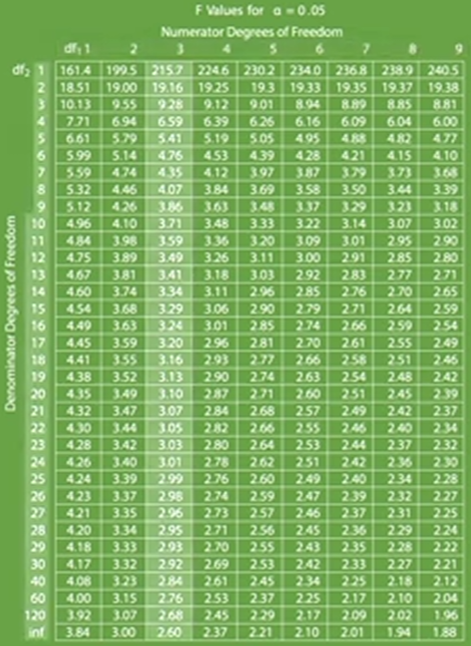 F Values for α = 0.05
Numerator Degrees of Freedom
df₁ 1 2 3 4 5 6 7 8 9
df₂ 1 161.4 199.5 215.7 224.6 230.2 234.0 236.8 238.9 240.5
2 18.51 19.00 19.16 19.25 19.3 19.33 19.35 19.37 19.38
3 10.13 9.55 9.28 9.12 9.01 8.94 8.89 8.85 8.81
4 7.71 6.94 6.59 6.39 6.26 6.16 6.09 6.04 6.00
5 6.61 5.79 5.41 5.19 5.05 4.95 4.88 4.82 4.77
6 5.99 5.14 4.76 4.53 4.39 4.28 4.21 4.15 4.10
7 5.59 4.74 4.35 4.12 3.97 3.87 3.79 3.73 3.68
8 5.32 4.46 4.07 3.84 3.69 3.58 3.50 3.44 3.39
9 5.12 4.26 3.86 3.63 3.48 3.37 3.29 3.23 3.18
10 4.96 4.10 3.71 3.48 3.33 3.22 3.14 3.07 3.02
11 4.84 3.98 3.59 3.36 3.20 3.09 3.01 2.95 2.90
12 4.75 3.89 3.49 3.26 3.11 3.00 2.91 2.85 2.80
13 4.67 3.81 3.41 3.18 3.03 2.92 2.83 2.77 2.71
14 4.60 3.74 3.34 3.11 2.96 2.85 2.76 2.70 2.65
15 4.54 3.68 3.29 3.06 2.90 2.79 2.71 2.64 2.59
16 4.49 3.63 3.24 3.01 2.85 2.74 2.66 2.59 2.54
17 4.45 3.59 3.20 2.96 2.81 2.70 2.61 2.55 2.49
18 4.41 3.55 3.16 2.93 2.77 2.66 2.58 2.51 2.46
19 4.38 3.52 3.13 2.90 2.74 2.63 2.54 2.48 2.42
20 4.35 3.49 3.10 2.87 2.71 2.60 2.51 2.45 2.39
21 4.32 3.47 3.07 2.84 2.68 2.57 2.49 2.42 2.37
22 4.30 3.44 3.05 2.82 2.66 2.55 2.46 2.40 2.34
23 4.28 3.42 3.03 2.80 2.64 2.53 2.44 2.37 2.32
24 4.26 3.40 3.01 2.78 2.62 2.51 2.42 2.36 2.30
25 4.24 3.39 2.99 2.76 2.60 2.49 2.40 2.34 2.28
26 4.23 3.37 2.98 2.74 2.59 2.47 2.39 2.32 2.27
27 4.21 3.35 2.96 2.73 2.57 2.46 2.37 2.31 2.25
28 4.20 3.34 2.95 2.71 2.56 2.45 2.36 2.29 2.24
29 4.18 3.33 2.93 2.70 2.55 2.43 2.35 2.28 2.22
30 4.17 3.32 2.92 2.69 2.53 2.42 2.33 2.27 2.21
40 4.08 3.23 2.84 2.61 2.45 2.34 2.25 2.18 2.12
60 4.00 3.15 2.76 2.53 2.37 2.25 2.17 2.10 2.04
120 3.92 3.07 2.68 2.45 2.29 2.17 2.09 2.02 1.96
inf 3.84 3.00 2.60 2.37 2.21 2.10 2.01 1.94 1.88
Denominator Degrees of Freedom